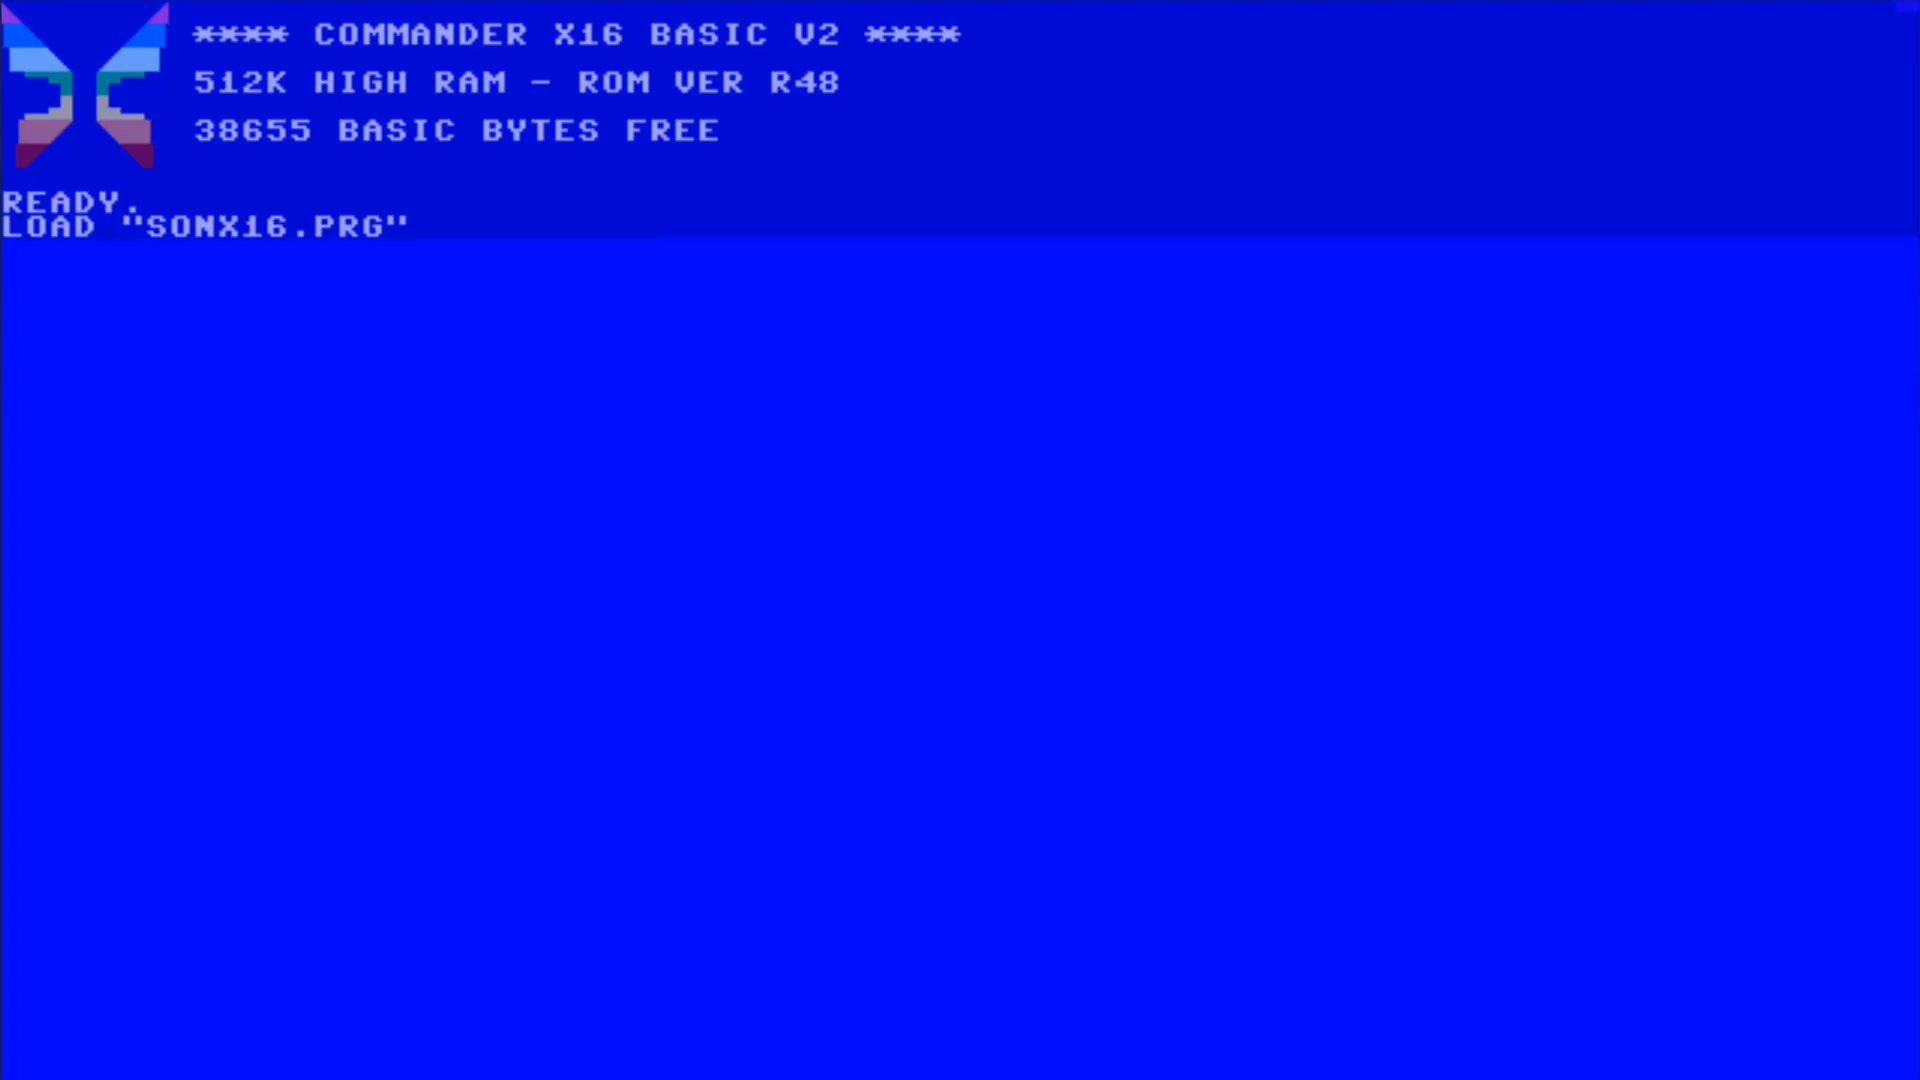 **** COMMANDER X16 BASIC V2 ****
512K HIGH RAM - ROM VER R48
38655 BASIC BYTES FREE
READY.
LOAD "SONX16.PRG"